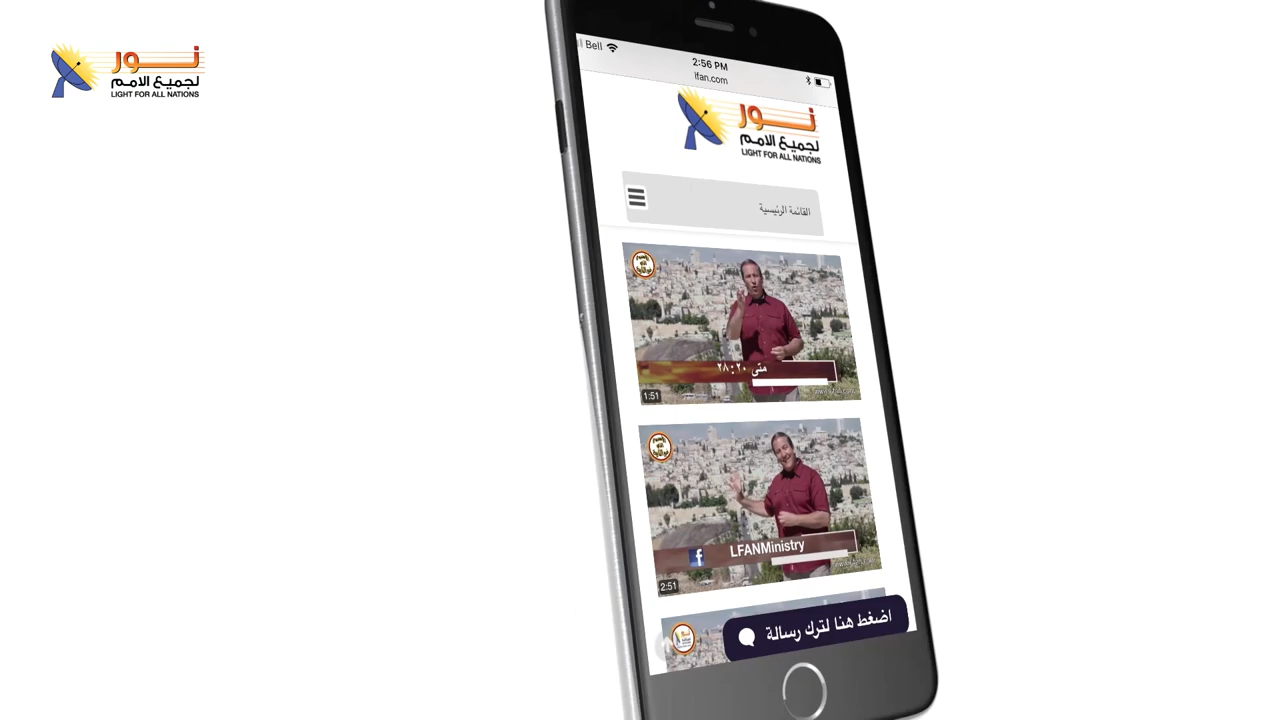 نور
لجميع الامم
LIGHT FOR ALL NATIONS
Bell
2:56 PM
lfan.com
نور
لجميع الامم
LIGHT FOR ALL NATIONS
القائمة الرئيسية
متى ٢٨:٢٠
1:51
LFANMinistry
2:51
اضغط هنا لترك رسالة